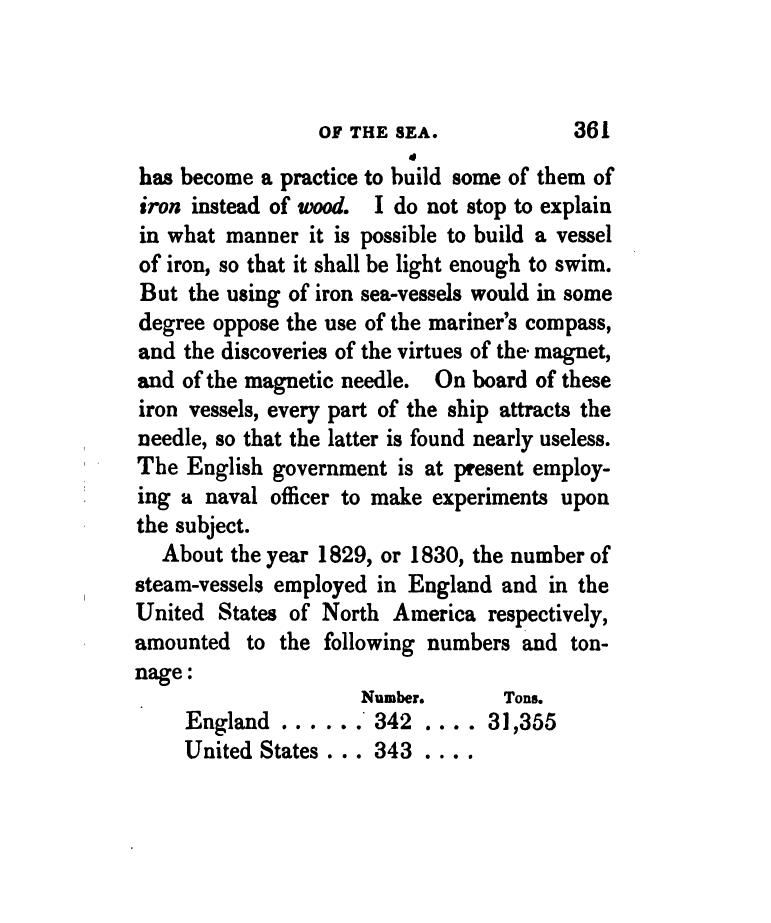 OF THE SEA. 361
has become a practice to build some of them of
iron instead of wood. I do not stop to explain
in what manner it is possible to build a vessel
of iron, so that it shall be light enough to swim.
But the using of iron sea-vessels would in some
degree oppose the use of the mariner's compass,
and the discoveries of the virtues of the magnet,
and of the magnetic needle. On board of these
iron vessels, every part of the ship attracts the
needle, so that the latter is found nearly useless.
The English government is at present employ-
ing a naval officer to make experiments upon
the subject.
About the year 1829, or 1830, the number of
steam-vessels employed in England and in the
United States of North America respectively,
amounted to the following numbers and ton-
nage:
Number. Tons.
England ...... 342 .... 31,355
United States ... 343 ....